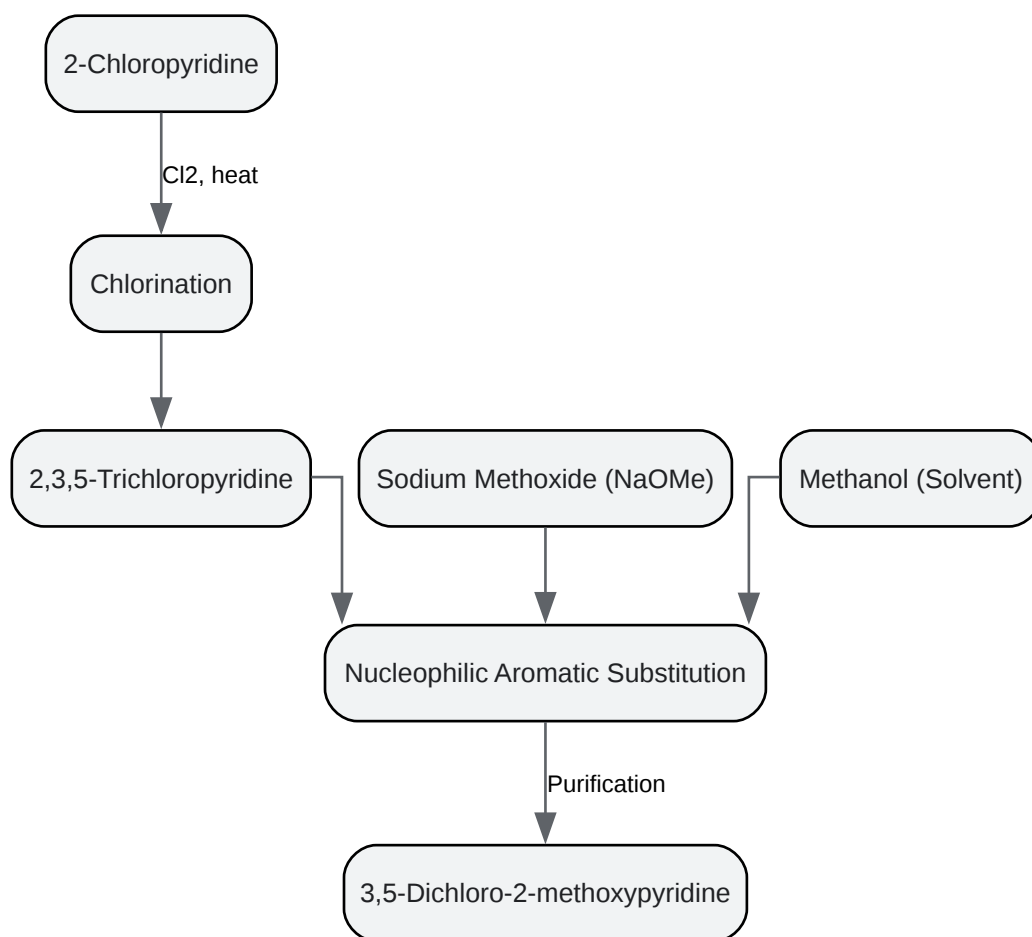 2-Chloropyridine
Cl2, heat
Chlorination
2,3,5-Trichloropyridine
Sodium Methoxide (NaOMe)
Methanol (Solvent)
Nucleophilic Aromatic Substitution
Purification
3,5-Dichloro-2-methoxypyridine